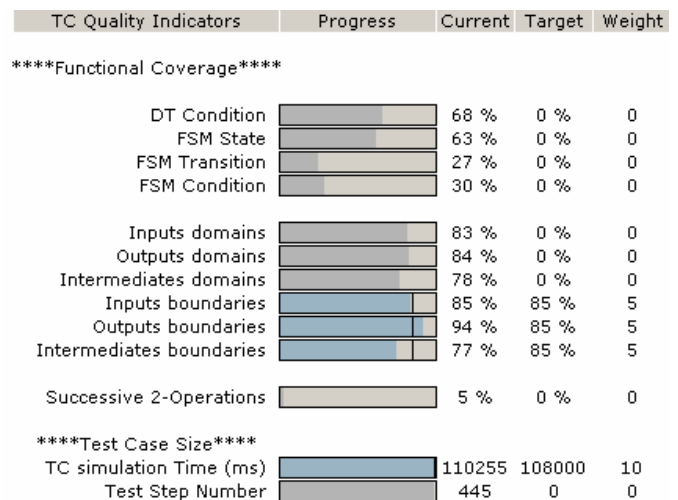 TC Quality Indicators Progress Current Target Weight
****Functional Coverage****
DT Condition 68 % 0 % 0
FSM State 63 % 0 % 0
FSM Transition 27 % 0 % 0
FSM Condition 30 % 0 % 0
Inputs domains 83 % 0 % 0
Outputs domains 84 % 0 % 0
Intermediates domains 78 % 0 % 0
Inputs boundaries 85 % 85 % 5
Outputs boundaries 94 % 85 % 5
Intermediates boundaries 77 % 85 % 5
Successive 2-Operations 5 % 0 % 0
****Test Case Size****
TC simulation Time (ms) 110255 108000 10
Test Step Number 445 0 0